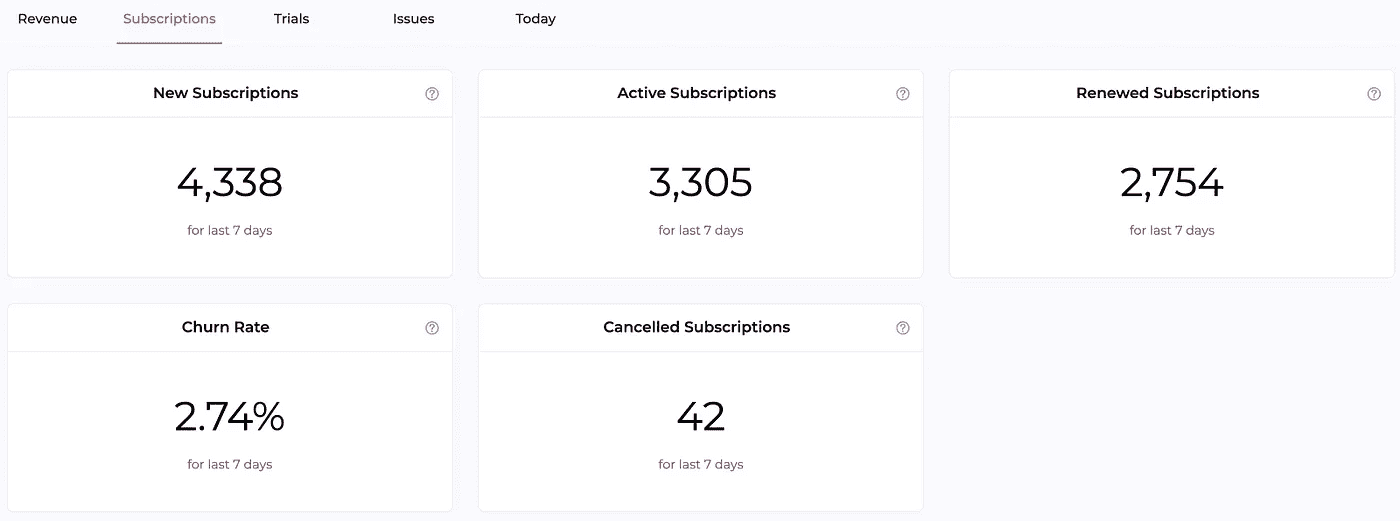 Revenue Subscriptions Trials Issues Today
New Subscriptions ? Active Subscriptions ? Renewed Subscriptions ?
4,338 3,305 2,754
for last 7 days for last 7 days for last 7 days
Churn Rate ? Cancelled Subscriptions ?
2.74% 42
for last 7 days for last 7 days